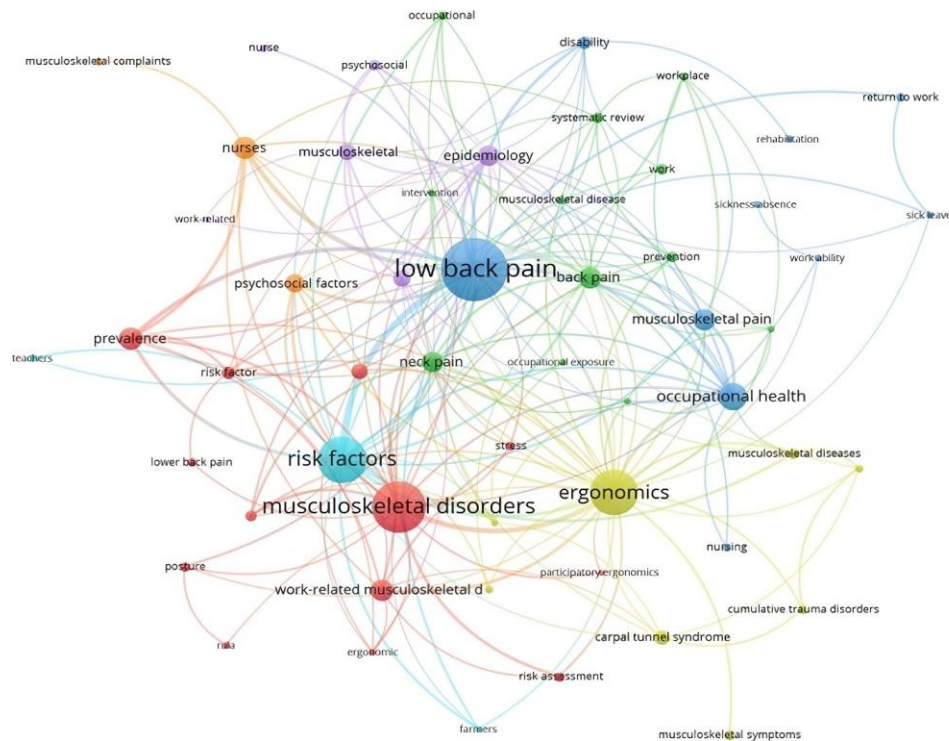 occupational
nurse
disability
musculoskeletal complaints
psychosocial
workplace
return to work
systematic review
rehabilitation
nurses
musculoskeletal
epidemiology
work
intervention
musculoskeletal disease
sickness absence
work-related
sick leave
prevention
work ability
low back pain
back pain
psychosocial factors
musculoskeletal pain
prevalence
teachers
neck pain
occupational exposure
risk factor
occupational health
stress
musculoskeletal diseases
risk factors
lower back pain
ergonomics
musculoskeletal disorders
nursing
posture
participatory ergonomics
work-related musculoskeletal d
cumulative trauma disorders
carpal tunnel syndrome
ergonomic
risk assessment
farmers
musculoskeletal symptoms